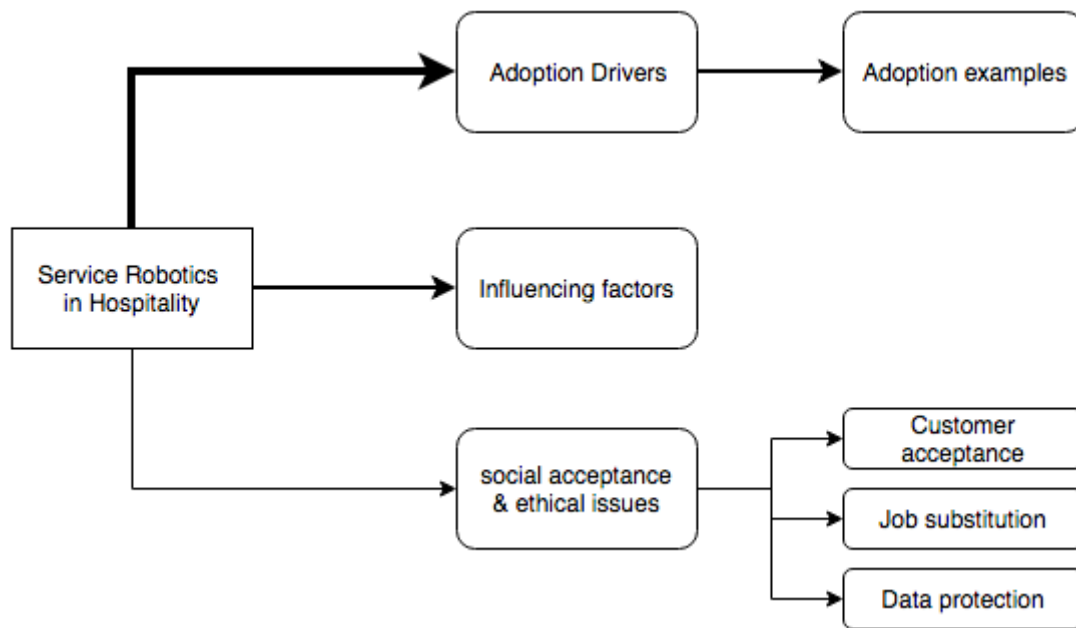 Adoption Drivers
Adoption examples
Service Robotics
in Hospitality
Influencing factors
social acceptance
& ethical issues
Customer
acceptance
Job substitution
Data protection